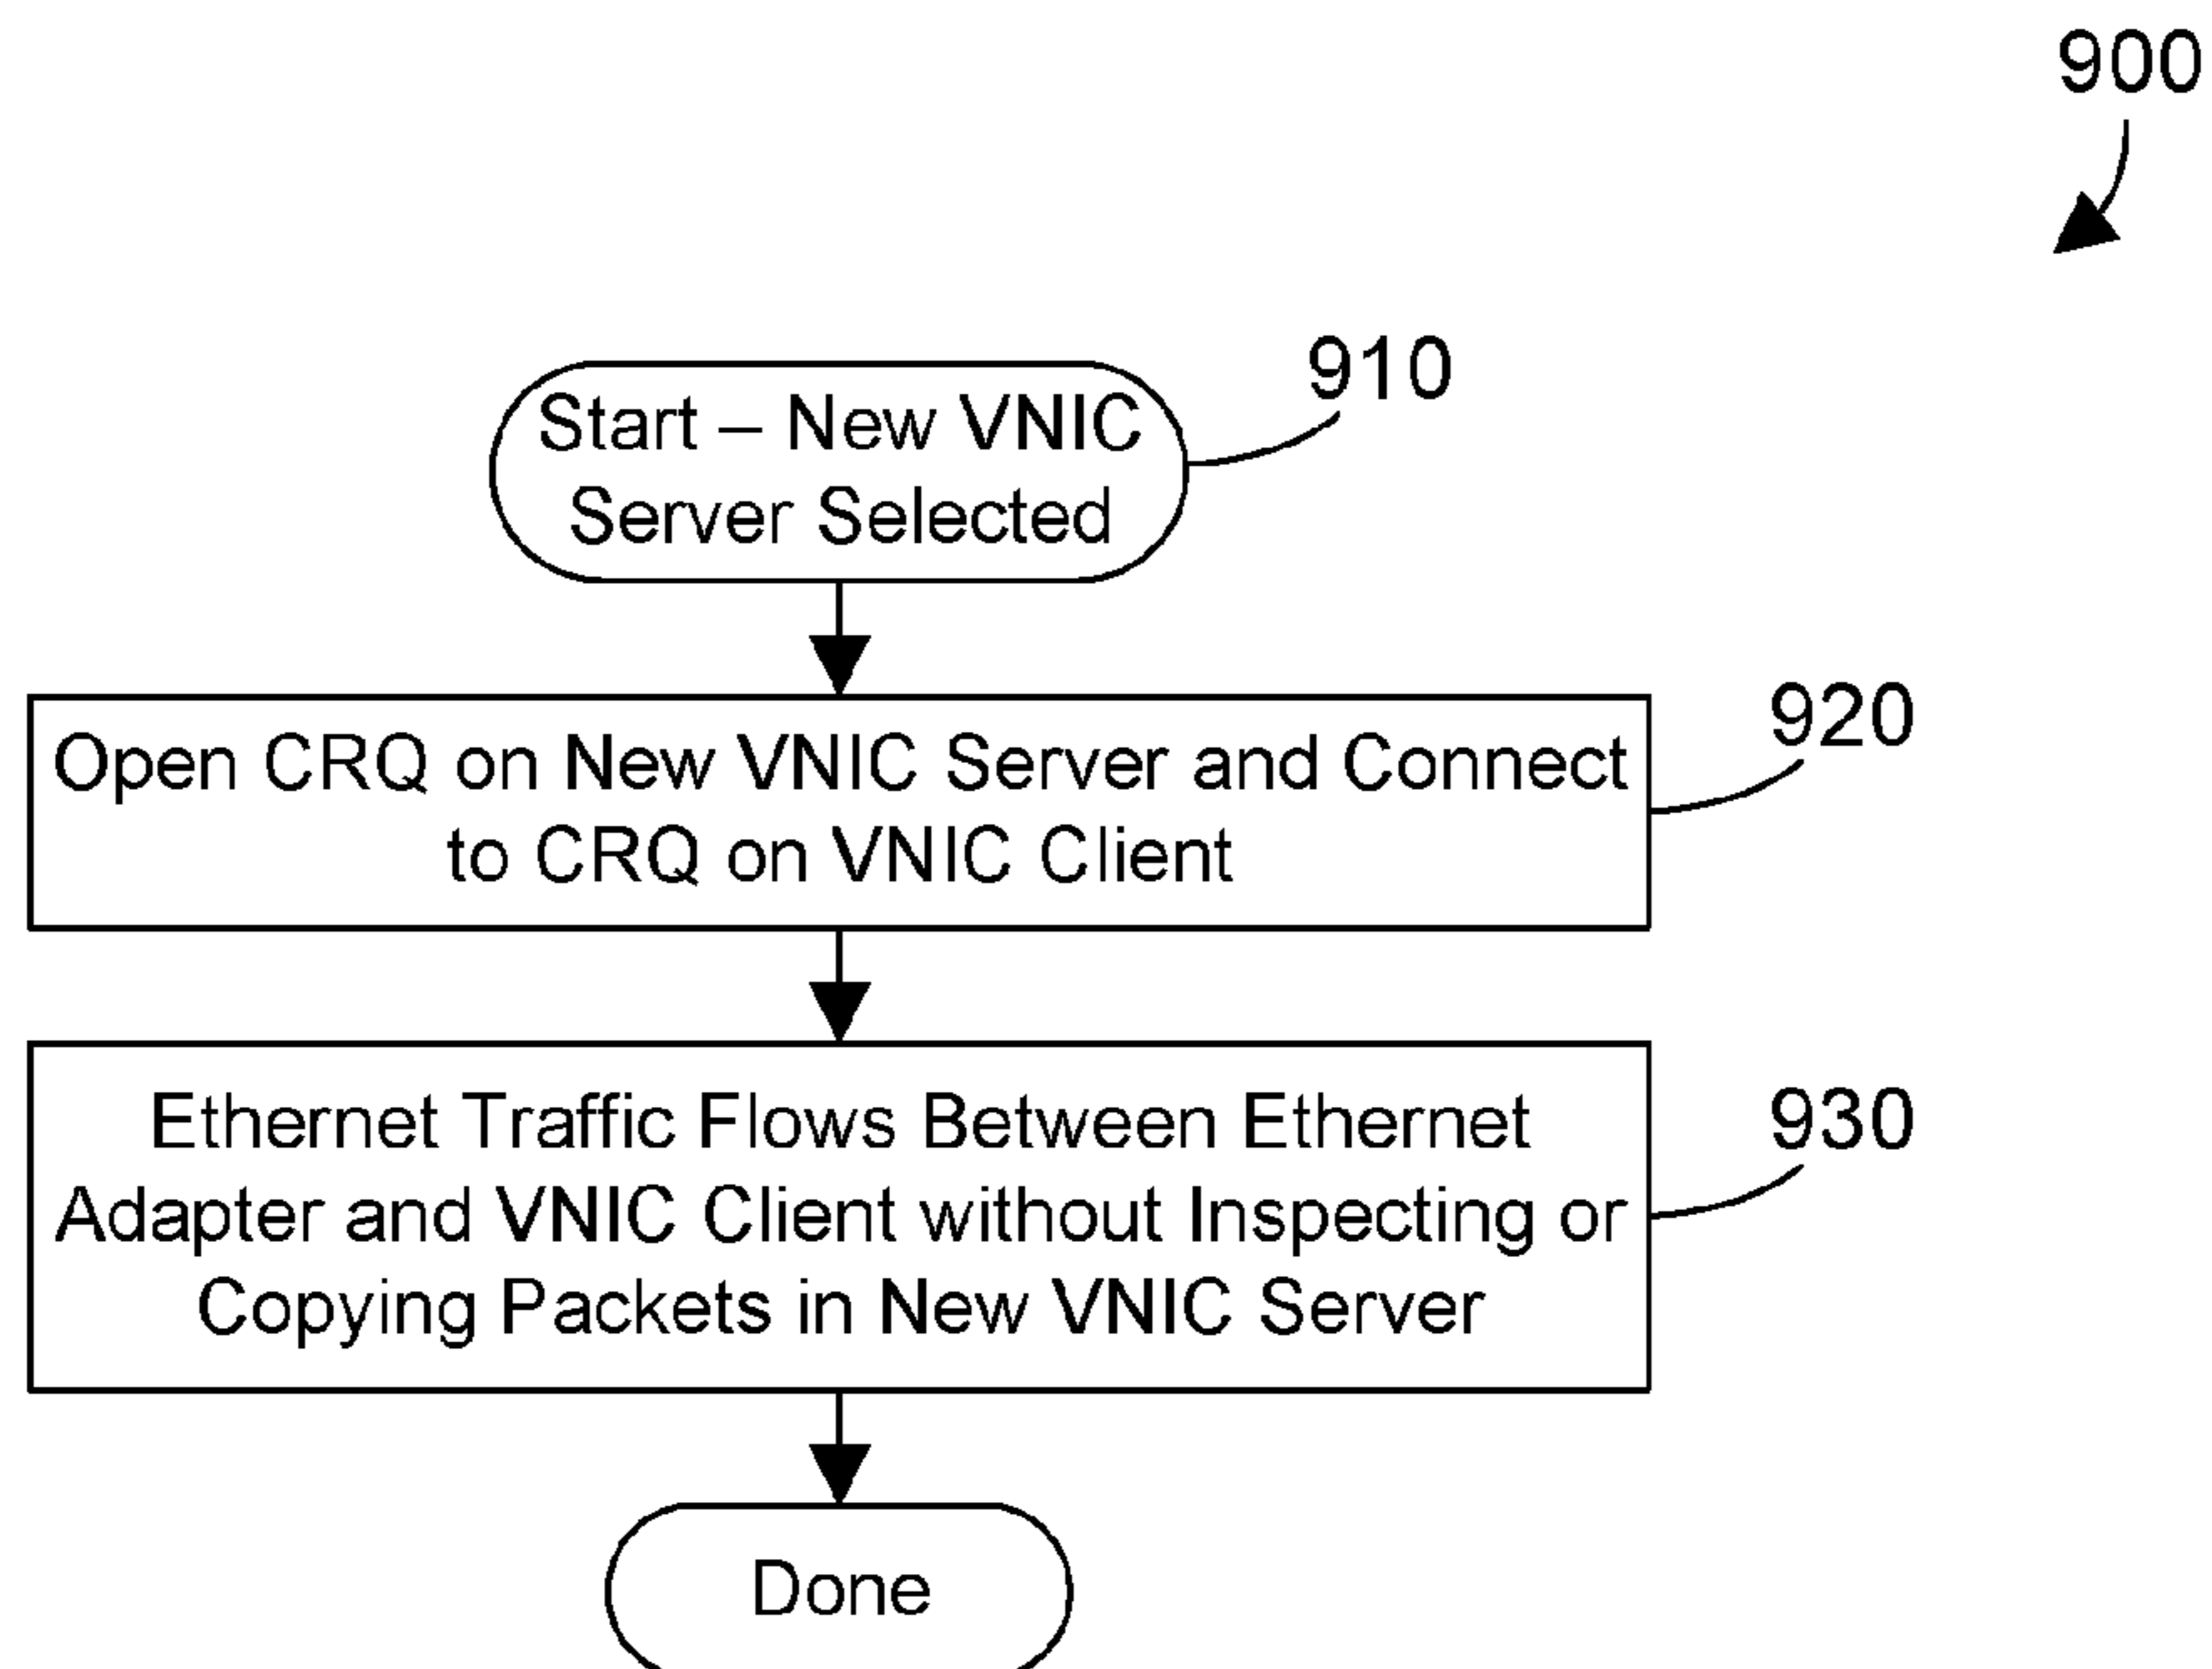 900
910
Start – New VNIC
Server Selected
920
Open CRQ on New VNIC Server and Connect
to CRQ on VNIC Client
930
Ethernet Traffic Flows Between Ethernet
Adapter and VNIC Client without Inspecting or
Copying Packets in New VNIC Server
Done